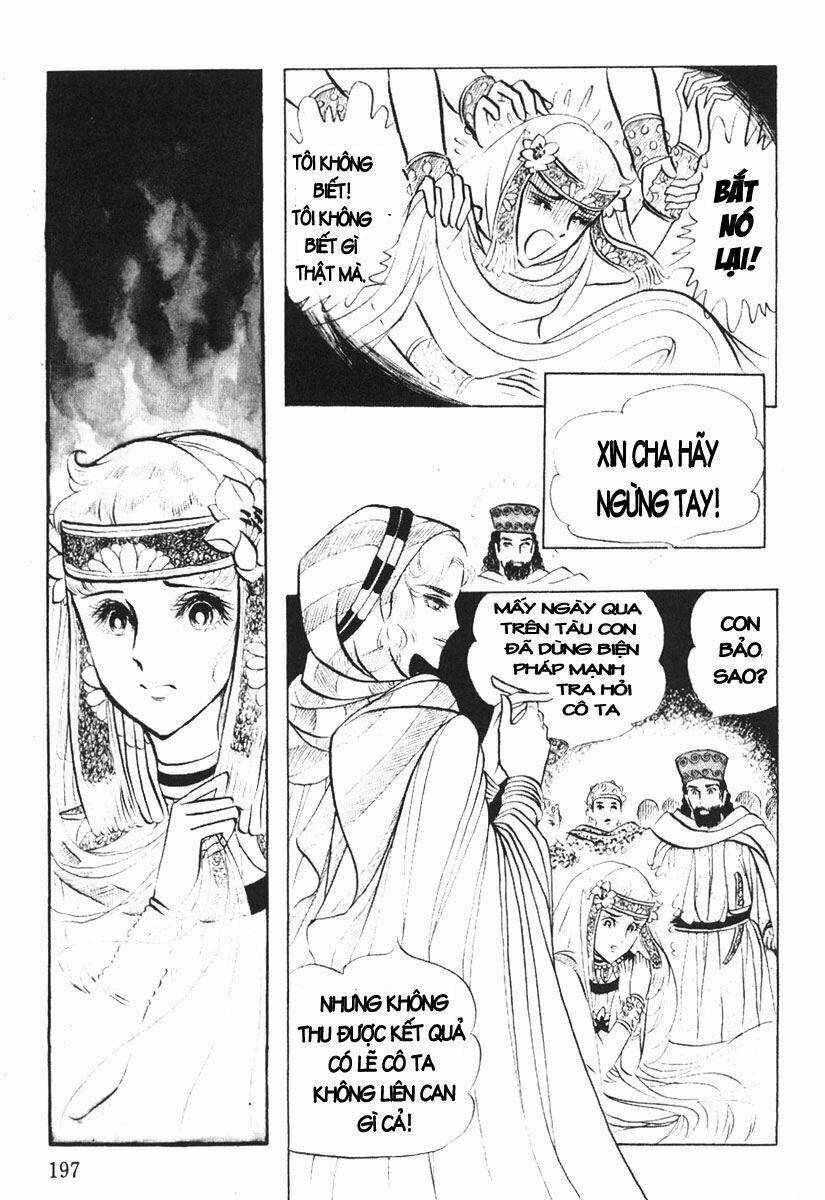 BẮT
NÓ
LẠI!
TÔI KHÔNG
BIẾT!
TÔI KHÔNG
BIẾT GÌ
THẬT MÀ.
XIN CHA HÃY
NGỪNG TAY!
CON
BẢO
SAO?
MẤY NGÀY QUA
TRÊN TÀU CON
ĐÃ DÙNG BIỆN
PHÁP MẠNH
TRA HỎI
CÔ TA
NHƯNG KHÔNG
THU ĐƯỢC KẾT QUẢ
CÓ LẼ CÔ TA
KHÔNG LIÊN CAN
GÌ CẢ!
197